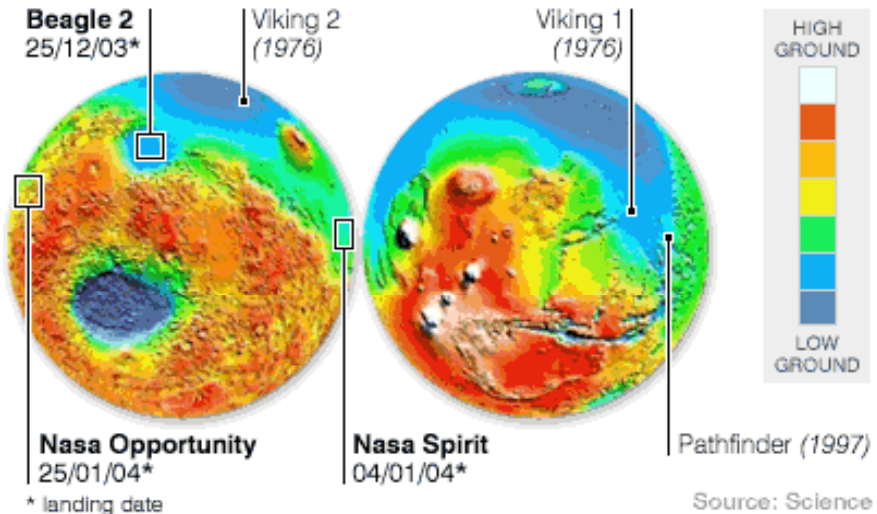 Beagle 2
25/12/03*
Viking 2
(1976)
Viking 1
(1976)
HIGH
GROUND
LOW
GROUND
Nasa Opportunity
25/01/04*
Nasa Spirit
04/01/04*
Pathfinder (1997)
* landing date
Source: Science